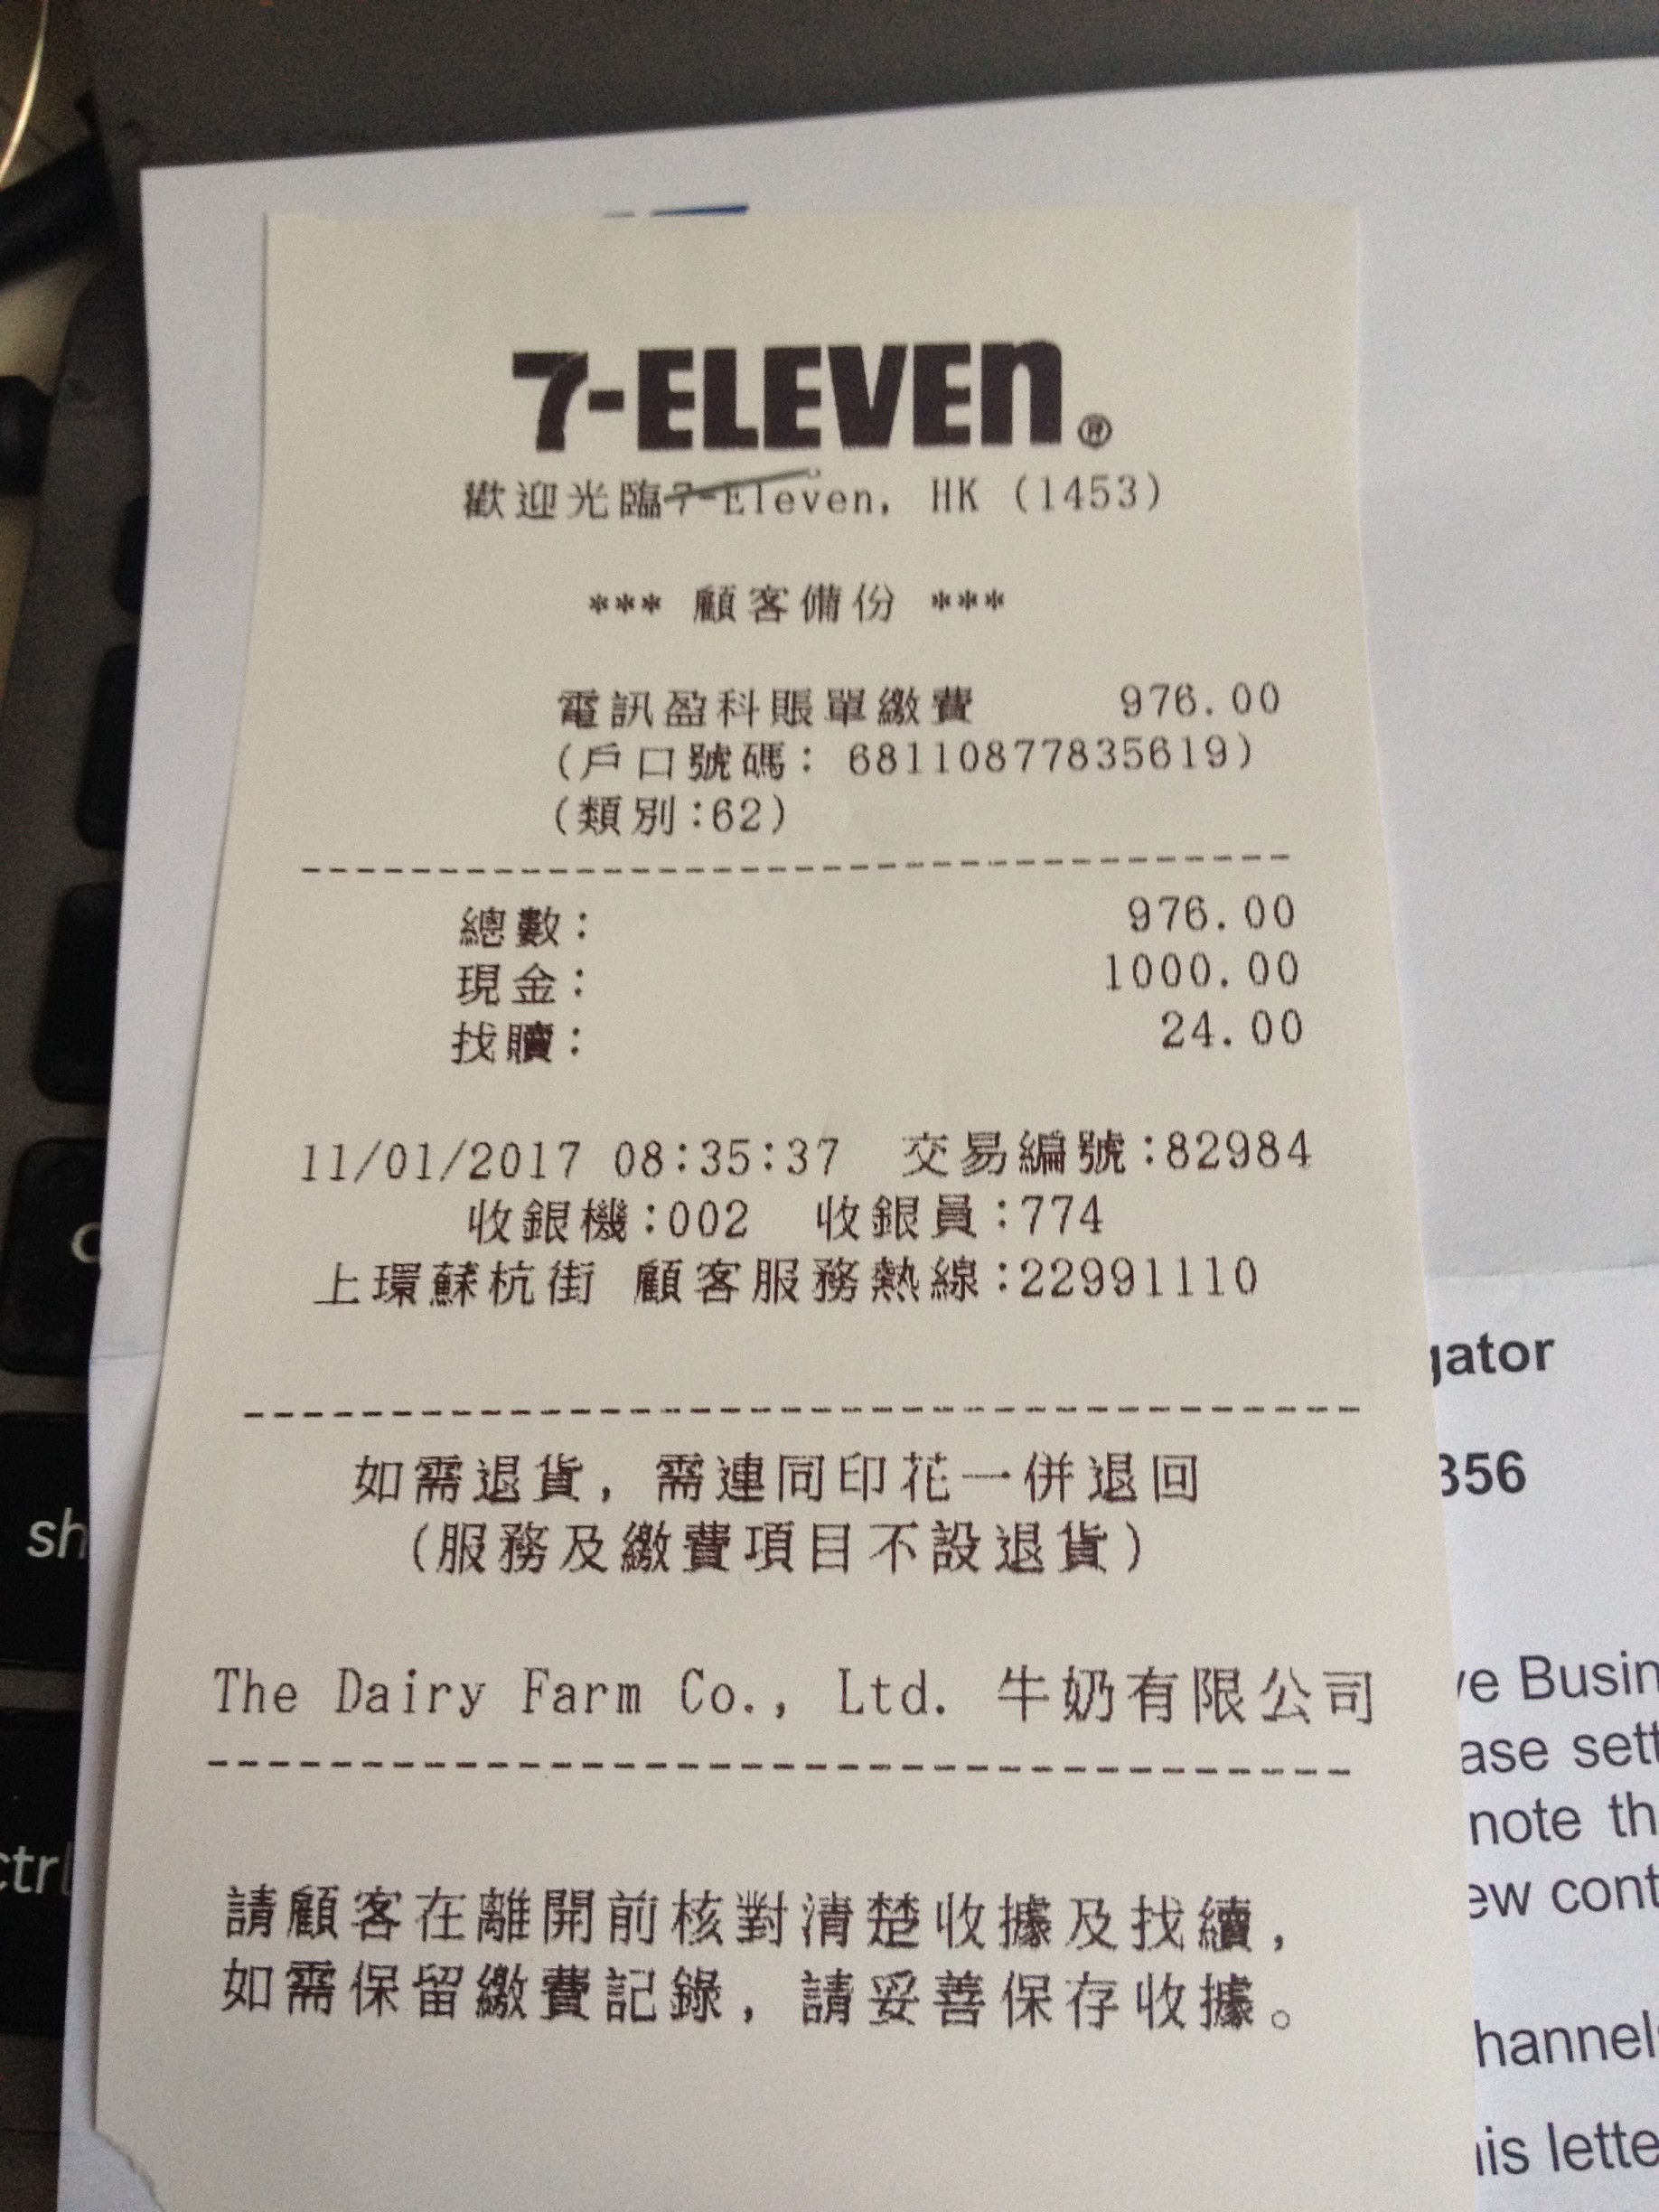 7-ELEVEn®
歡迎光臨7-Eleven, HK (1453)
*** 顧客備份 ***
電訊盈科賬單繳費 976.00
(戶口號碼: 68110877835619)
(類別:62)
總數: 976.00
現金: 1000.00
找贖: 24.00
11/01/2017 08:35:37 交易編號:82984
收銀機:002 收銀員:774
上環蘇杭街 顧客服務熱線:22991110
如需退貨, 需連同印花一併退回
(服務及繳費項目不設退貨)
The Dairy Farm Co., Ltd. 牛奶有限公司
請顧客在離開前核對清楚收據及找續,
如需保留繳費記錄, 請妥善保存收據。
gator
356
ve Busin
ase sett
note th
ew cont
hannels
his lette
sh
ctrl